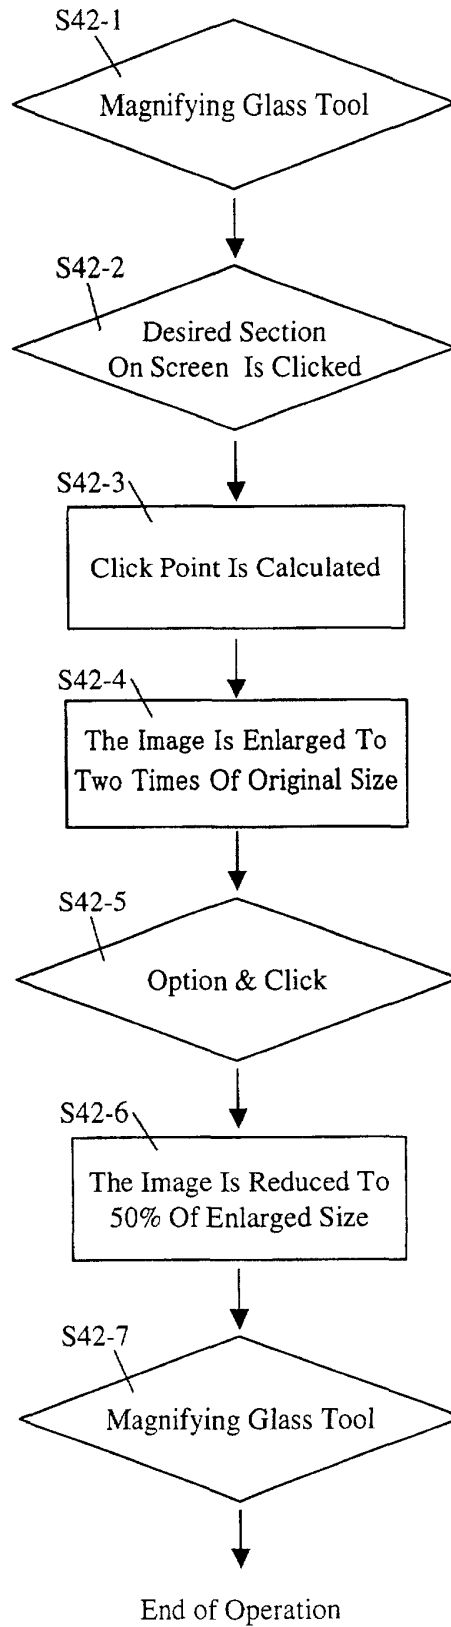 S42-1
Magnifying Glass Tool
S42-2
Desired Section
On Screen Is Clicked
S42-3
Click Point Is Calculated
S42-4
The Image Is Enlarged To
Two Times Of Original Size
S42-5
Option & Click
S42-6
The Image Is Reduced To
50% Of Enlarged Size
S42-7
Magnifying Glass Tool
End of Operation